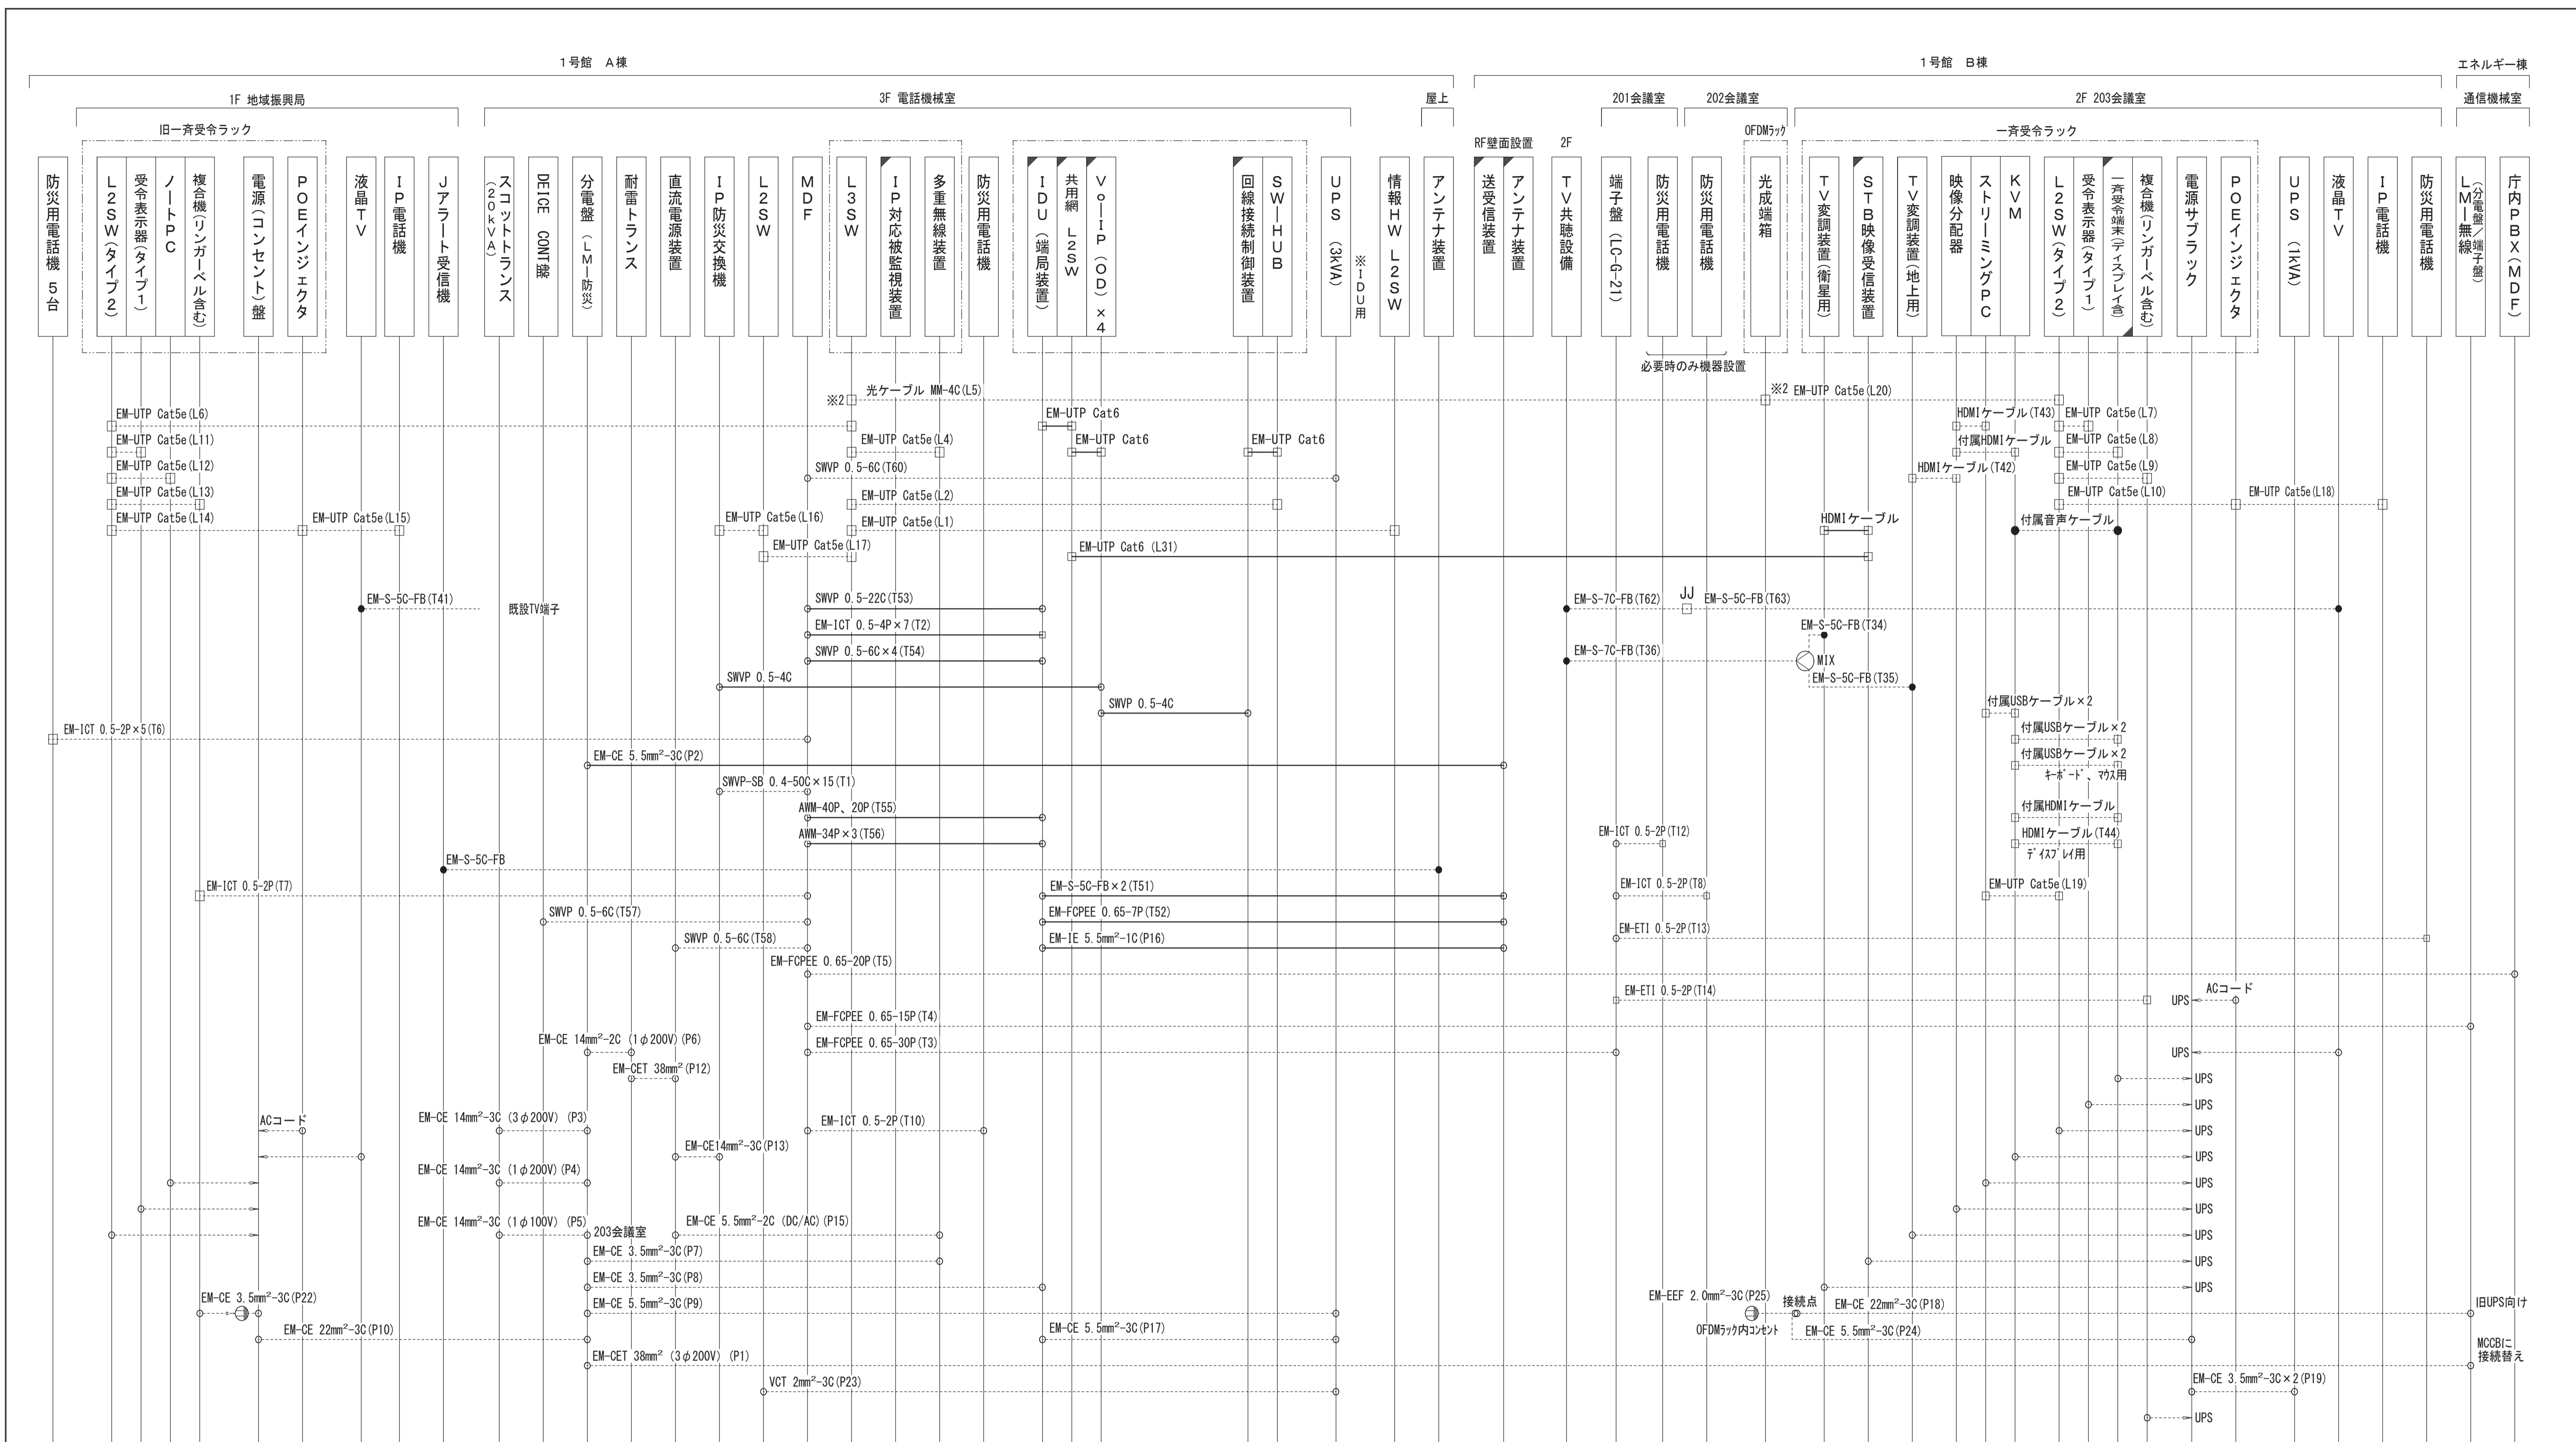 １号館　Ａ棟
１号館　Ｂ棟
エネルギー棟
1F 地域振興局
3F 電話機械室
屋上
201会議室
202会議室
2F 203会議室
通信機械室
旧一斉受令ラック
OFDMラック
一斉受令ラック
RF壁面設置
2F
防災用電話機 ５台
Ｌ２ＳＷ(タイプ２)
受令表示器(タイプ１)
ノートＰＣ
複合機(リンガーベル含む)
電源(コンセント)盤
ＰＯＥインジェクタ
液晶ＴＶ
ＩＰ電話機
Ｊアラート受信機
スコットトランス
(２０ｋＶＡ)
DEICE CONT盤
分電盤 (ＬＭ－防災)
耐雷トランス
直流電源装置
ＩＰ防災交換機
Ｌ２ＳＷ
ＭＤＦ
Ｌ３ＳＷ
ＩＰ対応被監視装置
多重無線装置
防災用電話機
ＩＤＵ(端局装置)
共用網 Ｌ２ＳＷ
Ｖｏ－ＩＰ(ＯＤ)×４
回線接続制御装置
ＳＷ－ＨＵＢ
ＵＰＳ (3kVA)
※ＩＤＵ用
情報ＨＷ Ｌ２ＳＷ
アンテナ装置
送受信装置
アンテナ装置
ＴＶ共聴設備
端子盤(LC-G-21)
防災用電話機
防災用電話機
光成端箱
ＴＶ変調装置(衛星用)
ＳＴＢ映像受信装置
ＴＶ変調装置(地上用)
映像分配器
ストリーミングＰＣ
ＫＶＭ
Ｌ２ＳＷ(タイプ２)
受令表示器(タイプ１)
一斉受令端末(ディスプレイ含)
複合機(リンガーベル含む)
電源サブラック
ＰＯＥインジェクタ
ＵＰＳ (1kVA)
液晶ＴＶ
ＩＰ電話機
防災用電話機
ＬＭ－無線
(分電盤／端子盤)
庁内ＰＢＸ(ＭＤＦ)
必要時のみ機器設置
※2
光ケーブル MM-4C(L5)
※2 EM-UTP Cat5e(L20)
EM-UTP Cat5e(L6)
EM-UTP Cat6
HDMIケーブル(T43)
EM-UTP Cat5e(L7)
EM-UTP Cat5e(L11)
EM-UTP Cat5e(L4)
EM-UTP Cat6
EM-UTP Cat6
付属HDMIケーブル
EM-UTP Cat5e(L8)
EM-UTP Cat5e(L12)
SWVP 0.5-6C(T60)
HDMIケーブル(T42)
EM-UTP Cat5e(L9)
EM-UTP Cat5e(L13)
EM-UTP Cat5e(L2)
EM-UTP Cat5e(L10)
EM-UTP Cat5e(L18)
EM-UTP Cat5e(L14)
EM-UTP Cat5e(L15)
EM-UTP Cat5e(L16)
EM-UTP Cat5e(L1)
HDMIケーブル
付属音声ケーブル
EM-UTP Cat5e(L17)
EM-UTP Cat6 (L31)
EM-S-5C-FB(T41)
既設TV端子
SWVP 0.5-22C(T53)
EM-S-7C-FB(T62)
JJ
EM-S-5C-FB(T63)
EM-ICT 0.5-4P×7(T2)
EM-S-5C-FB(T34)
SWVP 0.5-6C×4(T54)
EM-S-7C-FB(T36)
MIX
SWVP 0.5-4C
EM-S-5C-FB(T35)
SWVP 0.5-4C
付属USBケーブル×2
EM-ICT 0.5-2P×5(T6)
付属USBケーブル×2
EM-CE 5.5mm²-3C(P2)
付属USBケーブル×2
ｷｰﾎﾞｰﾄﾞ、ﾏｳｽ用
SWVP-SB 0.4-50C×15(T1)
AWM-40P、20P(T55)
付属HDMIケーブル
AWM-34P×3(T56)
EM-ICT 0.5-2P(T12)
HDMIケーブル(T44)
ﾃﾞｨｽﾌﾟﾚｲ用
EM-S-5C-FB
EM-ICT 0.5-2P(T7)
EM-S-5C-FB×2(T51)
EM-ICT 0.5-2P(T8)
EM-UTP Cat5e(L19)
SWVP 0.5-6C(T57)
EM-FCPEE 0.65-7P(T52)
SWVP 0.5-6C(T58)
EM-IE 5.5mm²-1C(P16)
EM-ETI 0.5-2P(T13)
EM-FCPEE 0.65-20P(T5)
EM-ETI 0.5-2P(T14)
UPS
ACコード
EM-FCPEE 0.65-15P(T4)
EM-CE 14mm²-2C (1φ200V)(P6)
EM-FCPEE 0.65-30P(T3)
UPS
EM-CET 38mm²(P12)
UPS
UPS
ACコード
EM-CE 14mm²-3C (3φ200V) (P3)
EM-ICT 0.5-2P(T10)
UPS
EM-CE14mm²-3C(P13)
UPS
EM-CE 14mm²-3C (1φ200V)(P4)
UPS
UPS
EM-CE 14mm²-3C (1φ100V) (P5)
203会議室
EM-CE 5.5mm²-2C (DC/AC)(P15)
UPS
EM-CE 3.5mm²-3C(P7)
UPS
EM-CE 3.5mm²-3C(P8)
UPS
EM-CE 3.5mm²-3C(P22)
EM-CE 5.5mm²-3C(P9)
EM-EEF 2.0mm²-3C(P25)
接続点
EM-CE 22mm²-3C(P18)
旧UPS向け
EM-CE 22mm²-3C(P10)
EM-CE 5.5mm²-3C(P17)
OFDMﾗｯｸ内ｺﾝｾﾝﾄ
EM-CE 5.5mm²-3C(P24)
EM-CET 38mm² (3φ200V) (P1)
MCCBに
接続替え
VCT 2mm²-3C(P23)
EM-CE 3.5mm²-3C×2(P19)
UPS